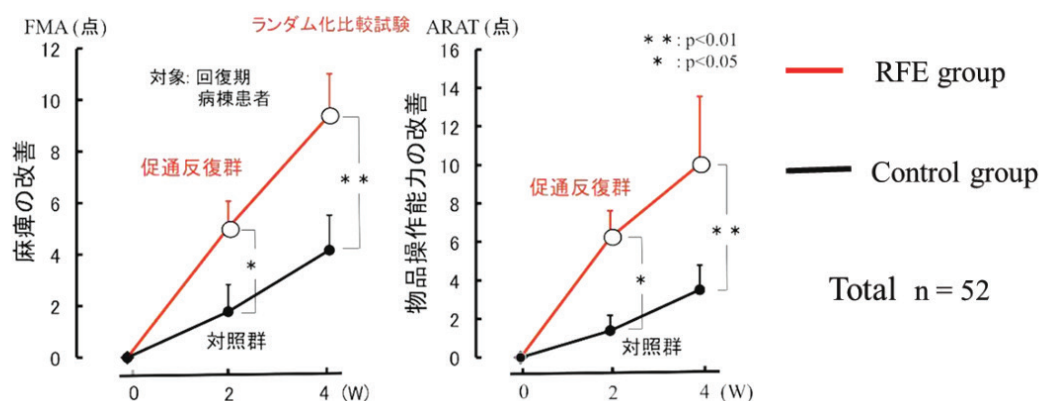 FMA (点)
ランダム化比較試験
12
10
8
6
4
2
0
麻痺の改善
対象: 回復期
病棟患者
促通反復群
**
*
対照群
0 2 4 (W)
ARAT (点)
16
14
12
10
8
6
4
2
0
物品操作能力の改善
**: p<0.01
*: p<0.05
促通反復群
**
*
対照群
0 2 4 (W)
RFE group
Control group
Total n = 52